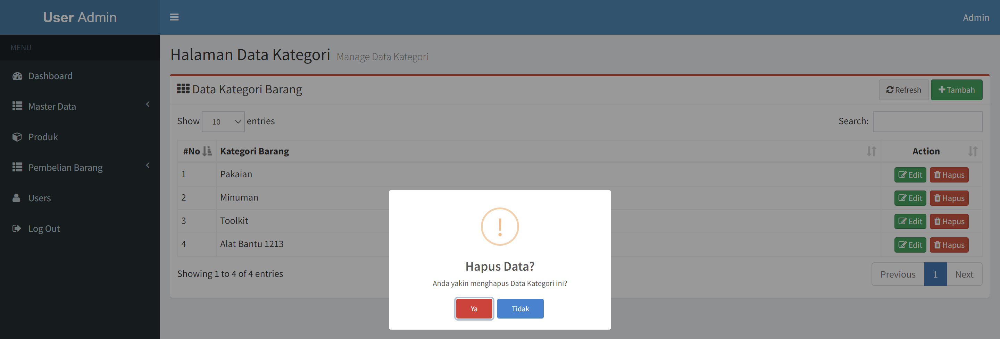 User Admin
Admin
MENU
Dashboard
Master Data
Produk
Pembelian Barang
Users
Log Out
Halaman Data Kategori Manage Data Kategori
Data Kategori Barang
Refresh
Tambah
Show 10 entries
Search:
#No Kategori Barang Action
1 Pakaian Edit Hapus
2 Minuman Edit Hapus
3 Toolkit Edit Hapus
4 Alat Bantu 1213 Edit Hapus
Showing 1 to 4 of 4 entries
Previous 1 Next
!
Hapus Data?
Anda yakin menghapus Data Kategori ini?
Ya Tidak